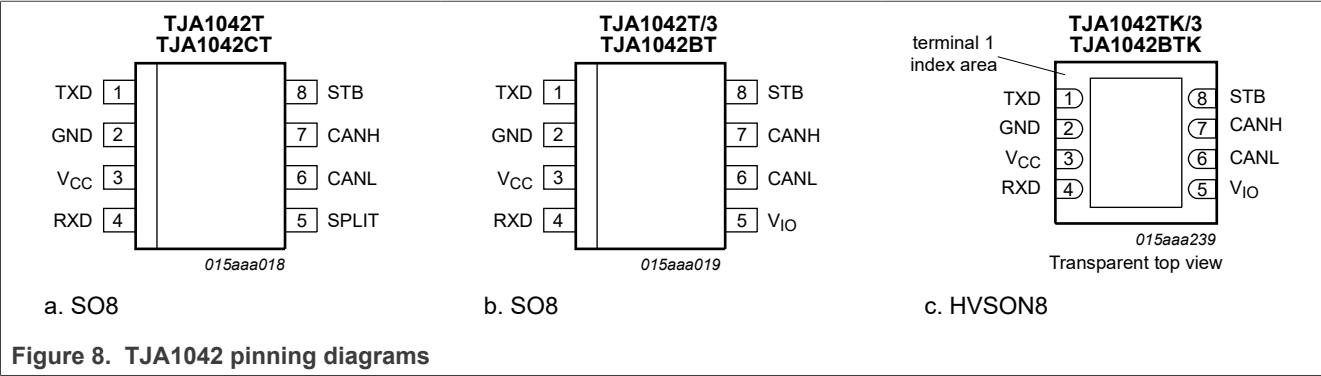 TJA1042T
TJA1042CT
TXD 1
8 STB
GND 2
7 CANH
VCC 3
6 CANL
RXD 4
5 SPLIT
015aaa018
a. SO8
TJA1042T/3
TJA1042BT
TXD 1
8 STB
GND 2
7 CANH
VCC 3
6 CANL
RXD 4
5 VIO
015aaa019
b. SO8
TJA1042TK/3
TJA1042BTK
terminal 1
index area
TXD 1
8 STB
GND 2
7 CANH
VCC 3
6 CANL
RXD 4
5 VIO
015aaa239
Transparent top view
c. HVSON8
Figure 8. TJA1042 pinning diagrams